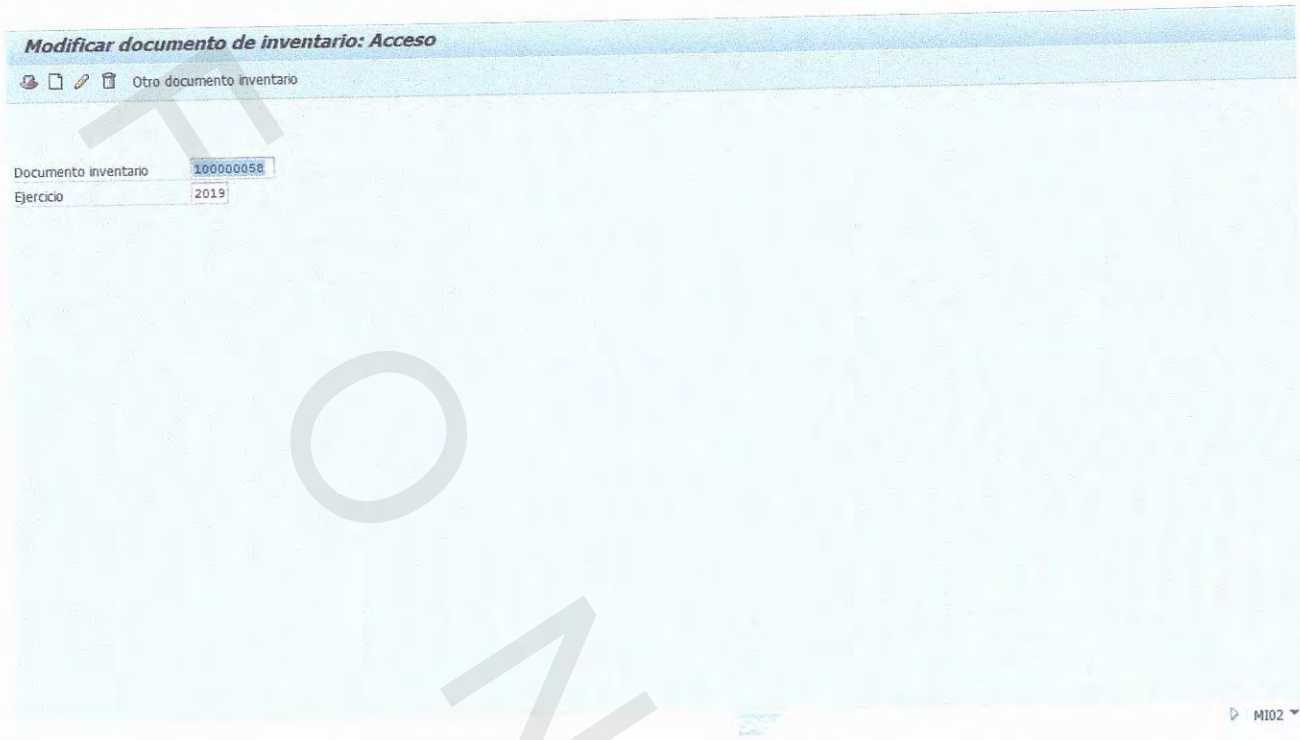 Modificar documento de inventario: Acceso
Otro documento inventario
Documento inventario 100000058
Ejercicio 2019
MI02
F
O
N